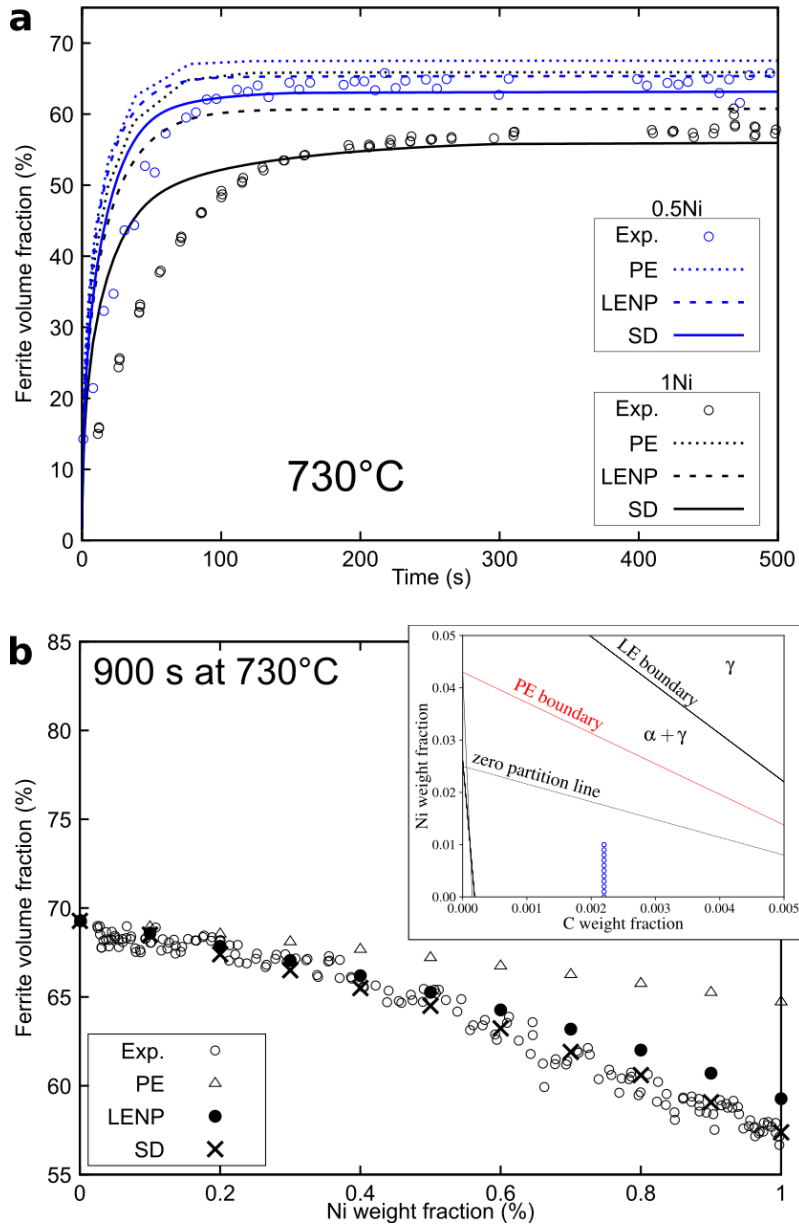 a
70
60
50
40
30
20
10
0
Ferrite volume fraction (%)
0.5Ni
Exp.
PE
LENP
SD
1Ni
Exp.
PE
LENP
SD
730°C
0 100 200 300 400 500
Time (s)
b
900 s at 730°C
85
80
75
70
65
60
55
Ferrite volume fraction (%)
0.05
0.04
0.03
0.02
0.01
0.00
Ni weight fraction
LE boundary
γ
PE boundary
α + γ
zero partition line
0.000 0.001 0.002 0.003 0.004 0.005
C weight fraction
Exp.
PE
LENP
SD
0 0.2 0.4 0.6 0.8 1
Ni weight fraction (%)